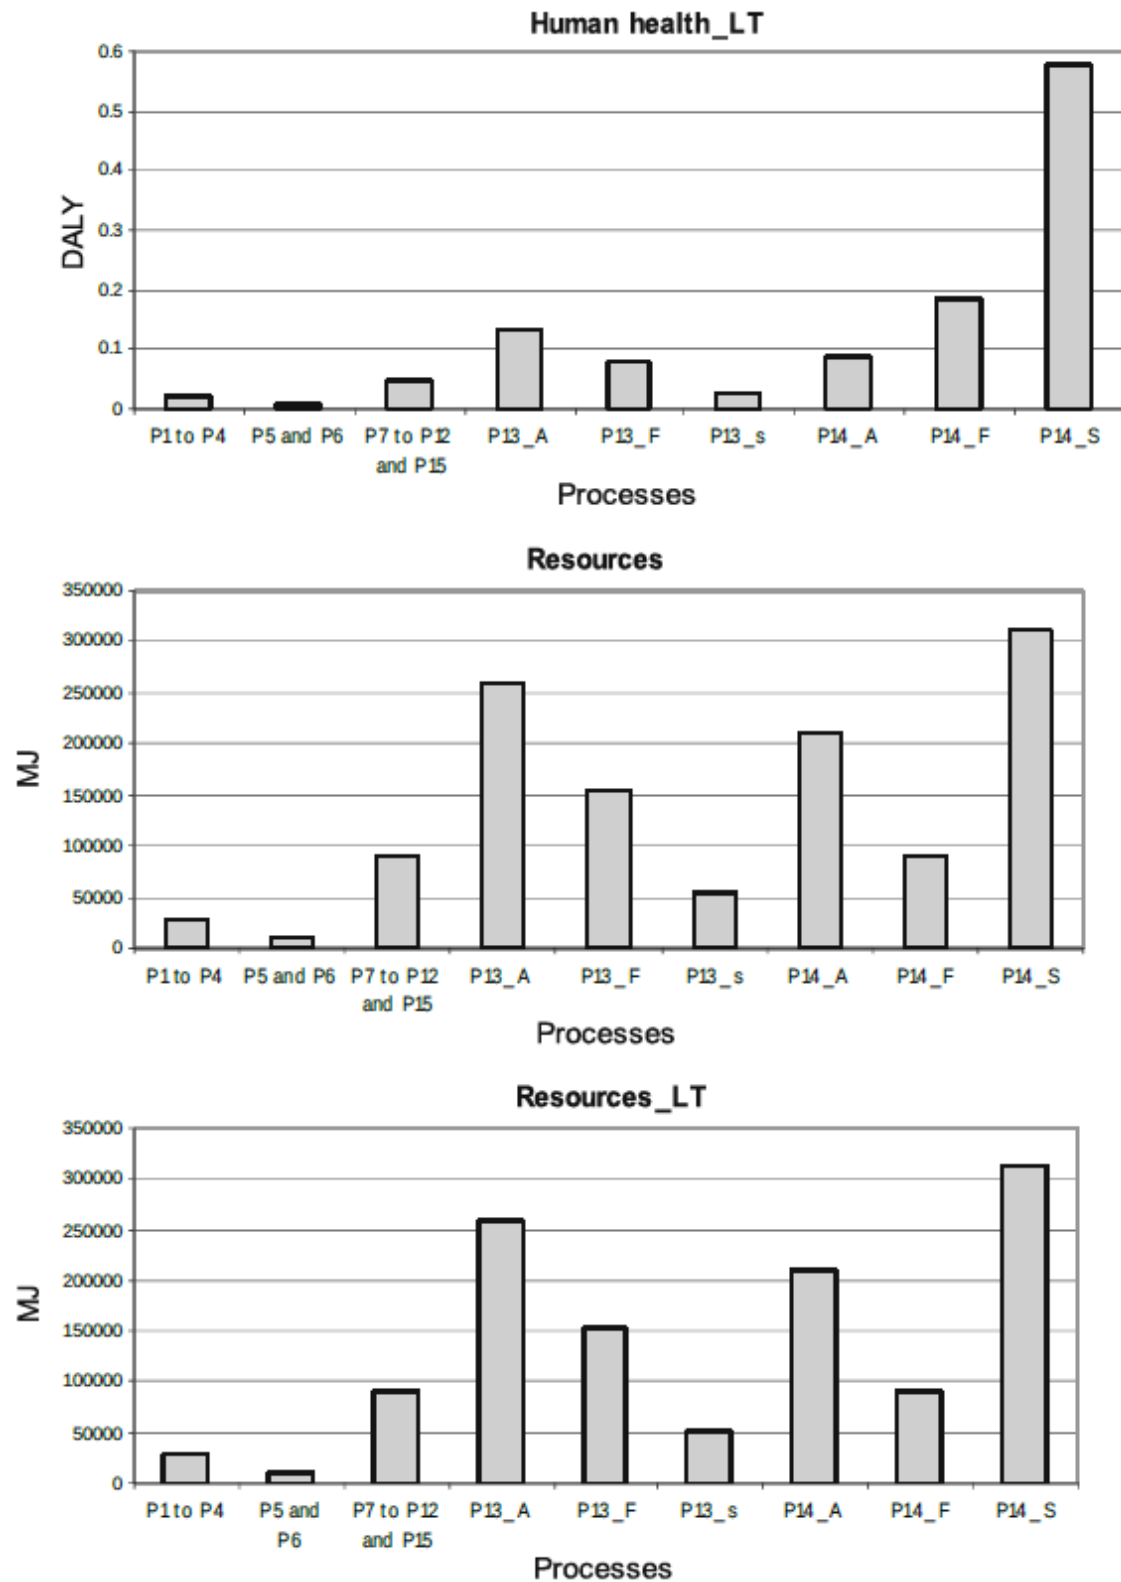 Human health_LT
0.6
0.5
0.4
0.3
0.2
0.1
0
DALY
P1 to P4 P5 and P6 P7 to P12 P13_A P13_F P13_s P14_A P14_F P14_S
and P15
Processes
Resources
350000
300000
250000
200000
150000
100000
50000
0
MJ
P1 to P4 P5 and P6 P7 to P12 P13_A P13_F P13_s P14_A P14_F P14_S
and P15
Processes
Resources_LT
350000
300000
250000
200000
150000
100000
50000
0
MJ
P1 to P4 P5 and P7 to P12 P13_A P13_F P13_s P14_A P14_F P14_S
P6 and P15
Processes